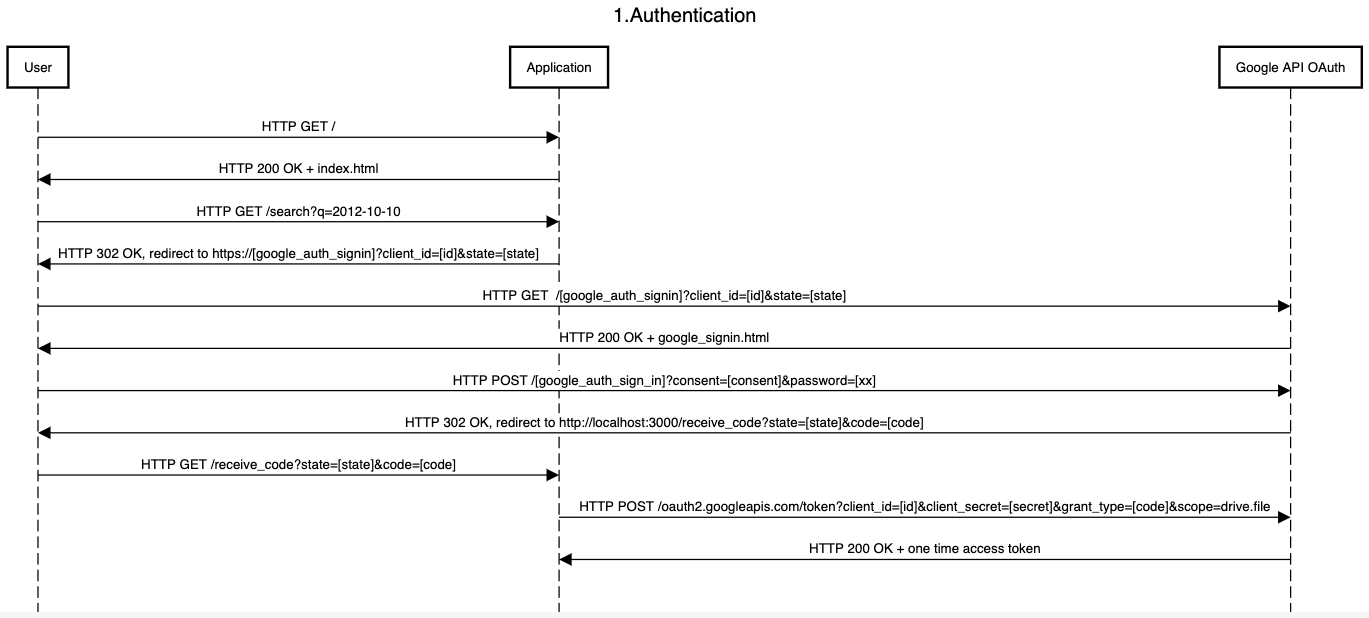 1.Authentication
User
Application
Google API OAuth
HTTP GET /
HTTP 200 OK + index.html
HTTP GET /search?q=2012-10-10
HTTP 302 OK, redirect to https://[google_auth_signin]?client_id=[id]&state=[state]
HTTP GET  /[google_auth_signin]?client_id=[id]&state=[state]
HTTP 200 OK + google_signin.html
HTTP POST /[google_auth_sign_in]?consent=[consent]&password=[xx]
HTTP 302 OK, redirect to http://localhost:3000/receive_code?state=[state]&code=[code]
HTTP GET /receive_code?state=[state]&code=[code]
HTTP POST /oauth2.googleapis.com/token?client_id=[id]&client_secret=[secret]&grant_type=[code]&scope=drive.file
HTTP 200 OK + one time access token